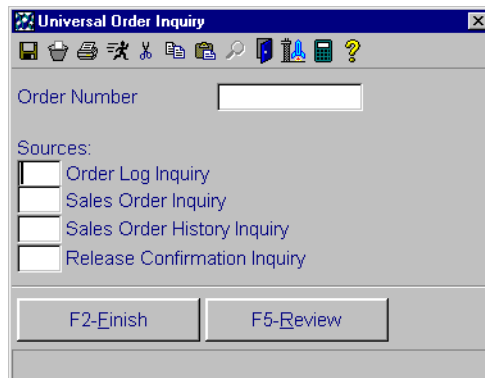 Universal Order Inquiry
Order Number
Sources:
Order Log Inquiry
Sales Order Inquiry
Sales Order History Inquiry
Release Confirmation Inquiry
F2-Finish F5-Review